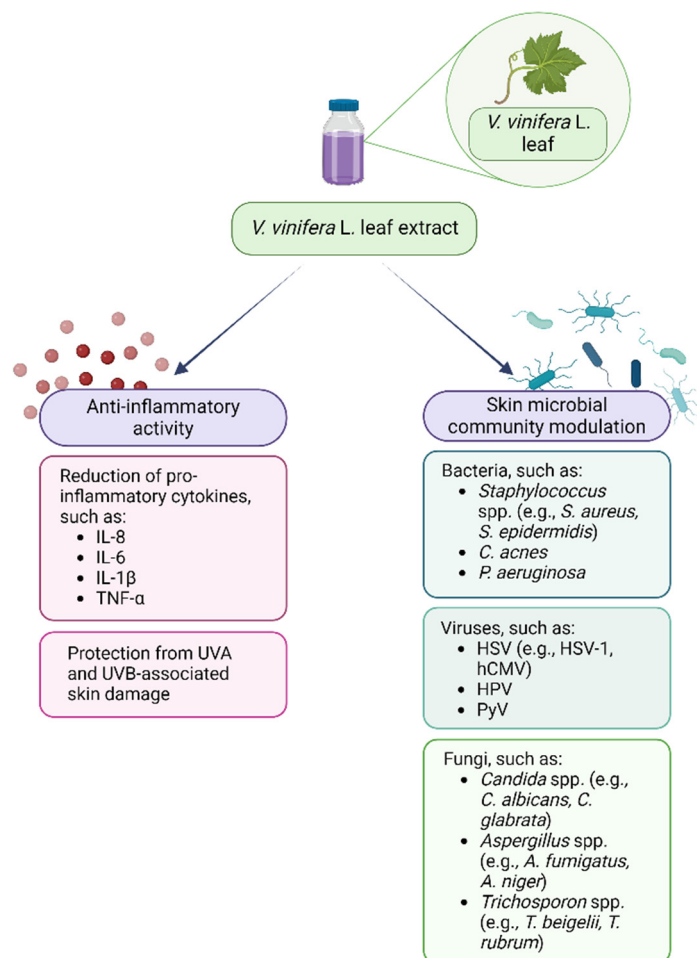 V. vinifera L.
leaf
V. vinifera L. leaf extract
Anti-inflammatory
activity
Reduction of pro-
inflammatory cytokines,
such as:
• IL-8
• IL-6
• IL-1β
• TNF-α
Protection from UVA
and UVB-associated
skin damage
Skin microbial
community modulation
Bacteria, such as:
• Staphylococcus
spp. (e.g., S. aureus,
S. epidermidis)
• C. acnes
• P. aeruginosa
Viruses, such as:
• HSV (e.g., HSV-1,
hCMV)
• HPV
• PyV
Fungi, such as:
• Candida spp. (e.g.,
C. albicans, C.
glabrata)
• Aspergillus spp.
(e.g., A. fumigatus,
A. niger)
• Trichosporon spp.
(e.g., T. beigelii, T.
rubrum)